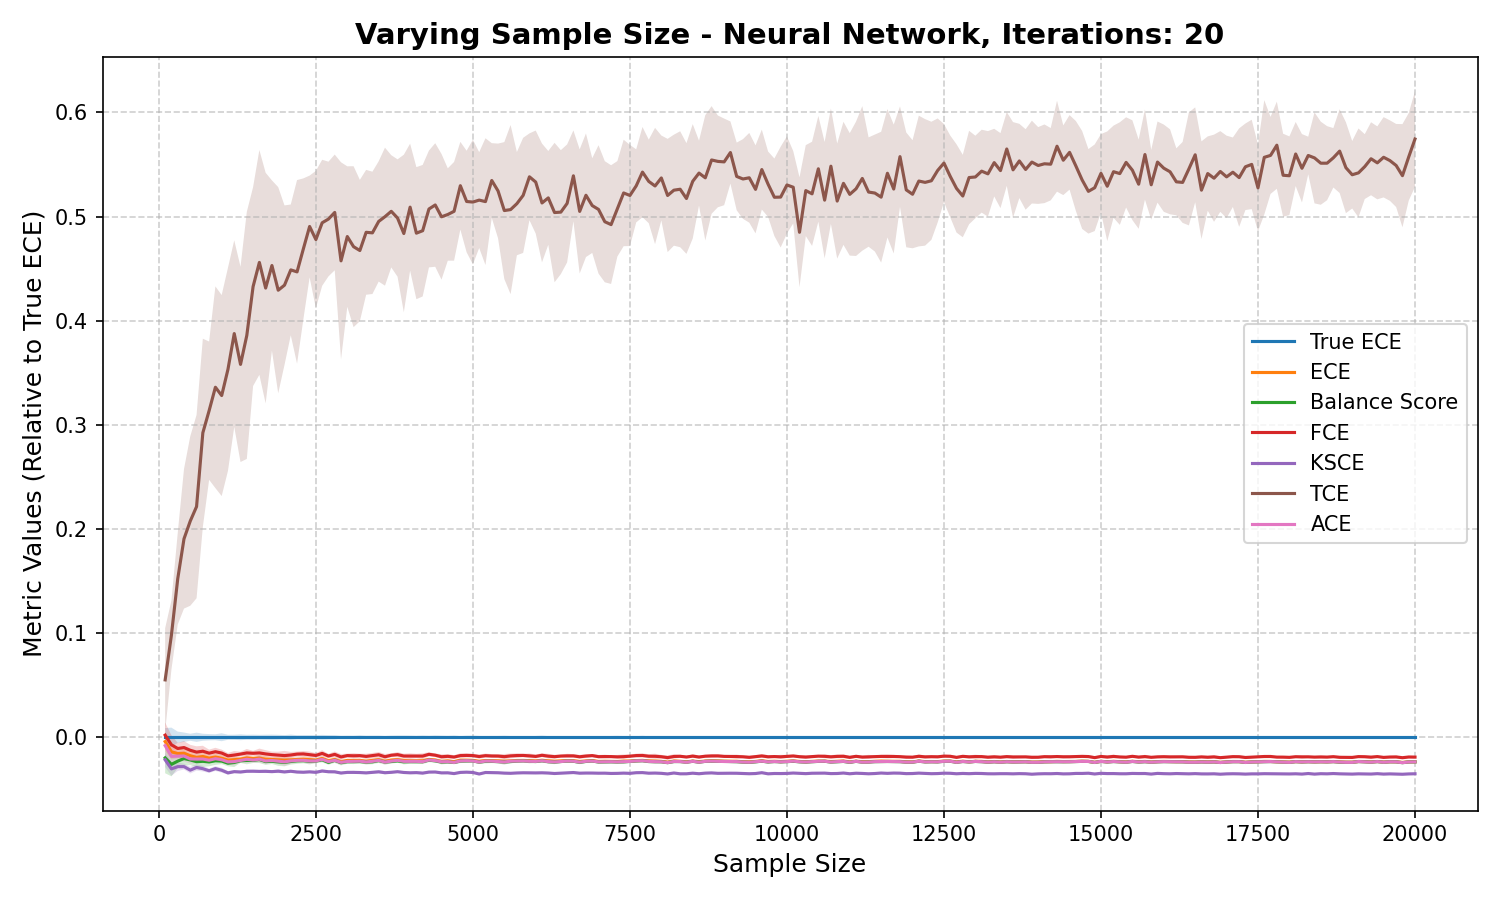 Varying Sample Size - Neural Network, Iterations: 20
Metric Values (Relative to True ECE)
0.6
0.5
0.4
0.3
0.2
0.1
0.0
True ECE
ECE
Balance Score
FCE
KSCE
TCE
ACE
0
2500
5000
7500
10000
12500
15000
17500
20000
Sample Size